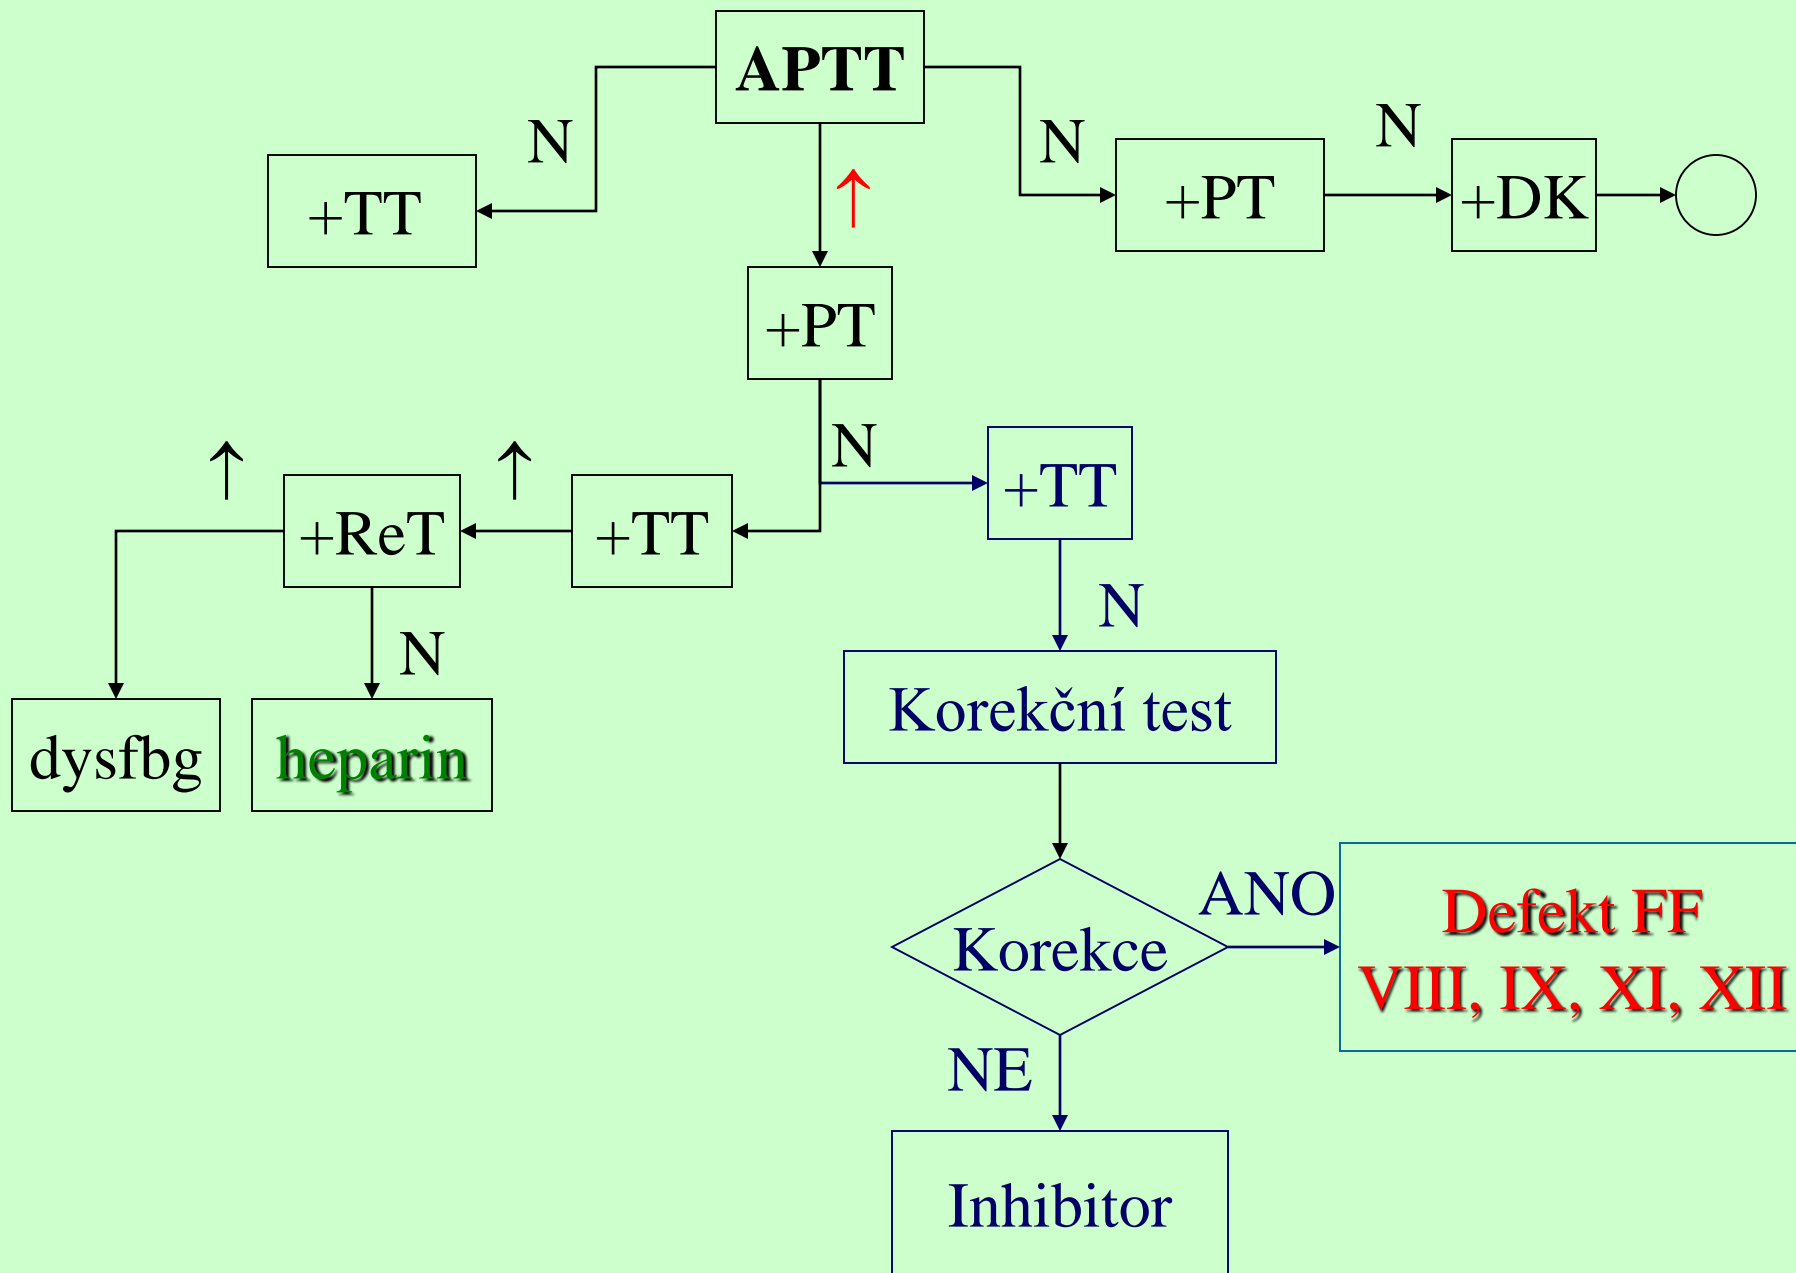 APTT
N
N
N
+TT
↑
+PT
+DK
+PT
N
↑
↑
+TT
+ReT
+TT
N
N
Korekční test
dysfbg
heparin
ANO
Defekt FF
VIII, IX, XI, XII
Korekce
NE
Inhibitor